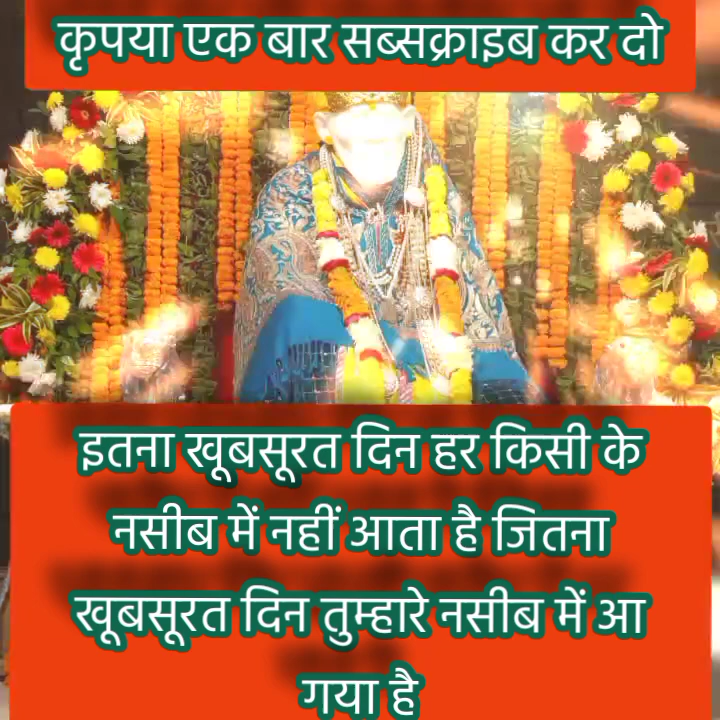 कृपया एक बार सब्सक्राइब कर दो
इतना खूबसूरत दिन हर किसी के
नसीब में नहीं आता है जितना
खूबसूरत दिन तुम्हारे नसीब में आ
गया है